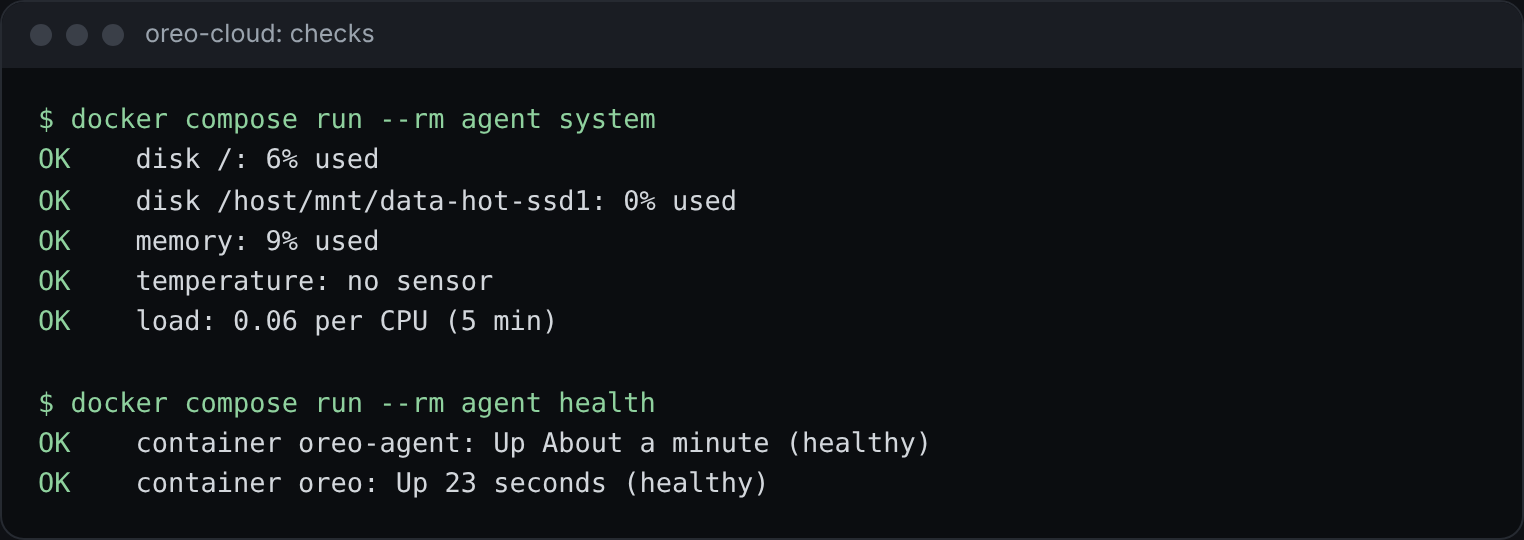 oreo-cloud: checks
$ docker compose run --rm agent system
OK    disk /: 6% used
OK    disk /host/mnt/data-hot-ssd1: 0% used
OK    memory: 9% used
OK    temperature: no sensor
OK    load: 0.06 per CPU (5 min)
$ docker compose run --rm agent health
OK    container oreo-agent: Up About a minute (healthy)
OK    container oreo: Up 23 seconds (healthy)